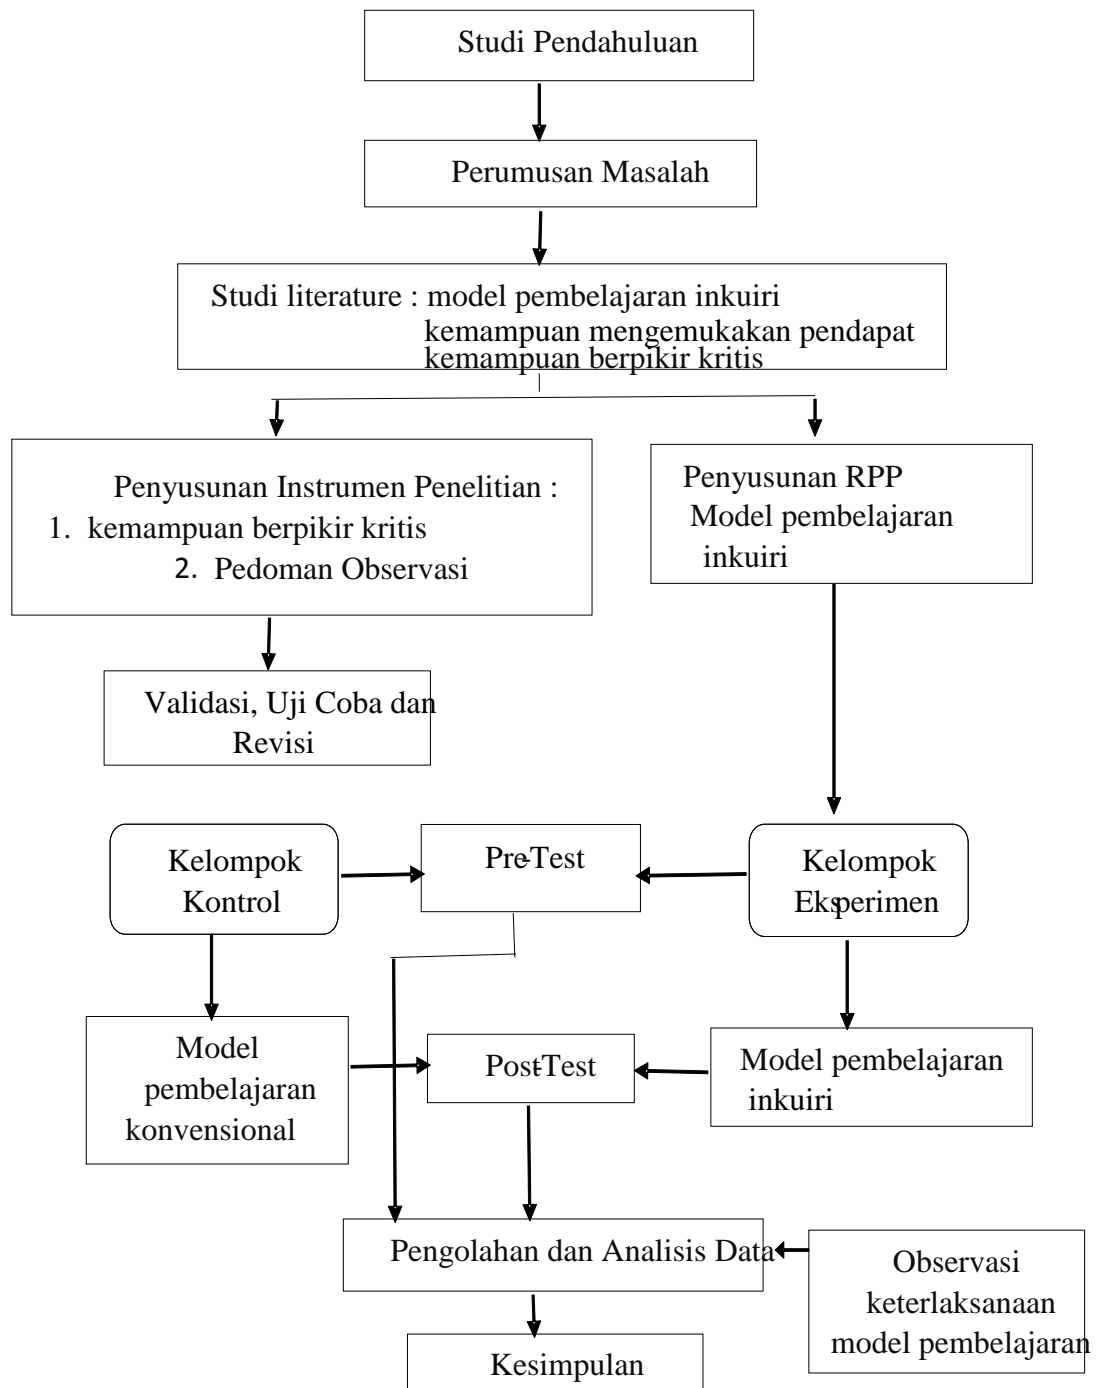 Studi Pendahuluan
Perumusan Masalah
Studi literature : model pembelajaran inkuiri
kemampuan mengemukakan pendapat
kemampuan berpikir kritis
Penyusunan Instrumen Penelitian :
1. kemampuan berpikir kritis
2. Pedoman Observasi
Penyusunan RPP
Model pembelajaran
inkuiri
Validasi, Uji Coba dan
Revisi
Kelompok
Kontrol
Pre-Test
Kelompok
Eksperimen
Model
pembelajaran
konvensional
Post-Test
Model pembelajaran
inkuiri
Pengolahan dan Analisis Data
Observasi
keterlaksanaan
model pembelajaran
Kesimpulan